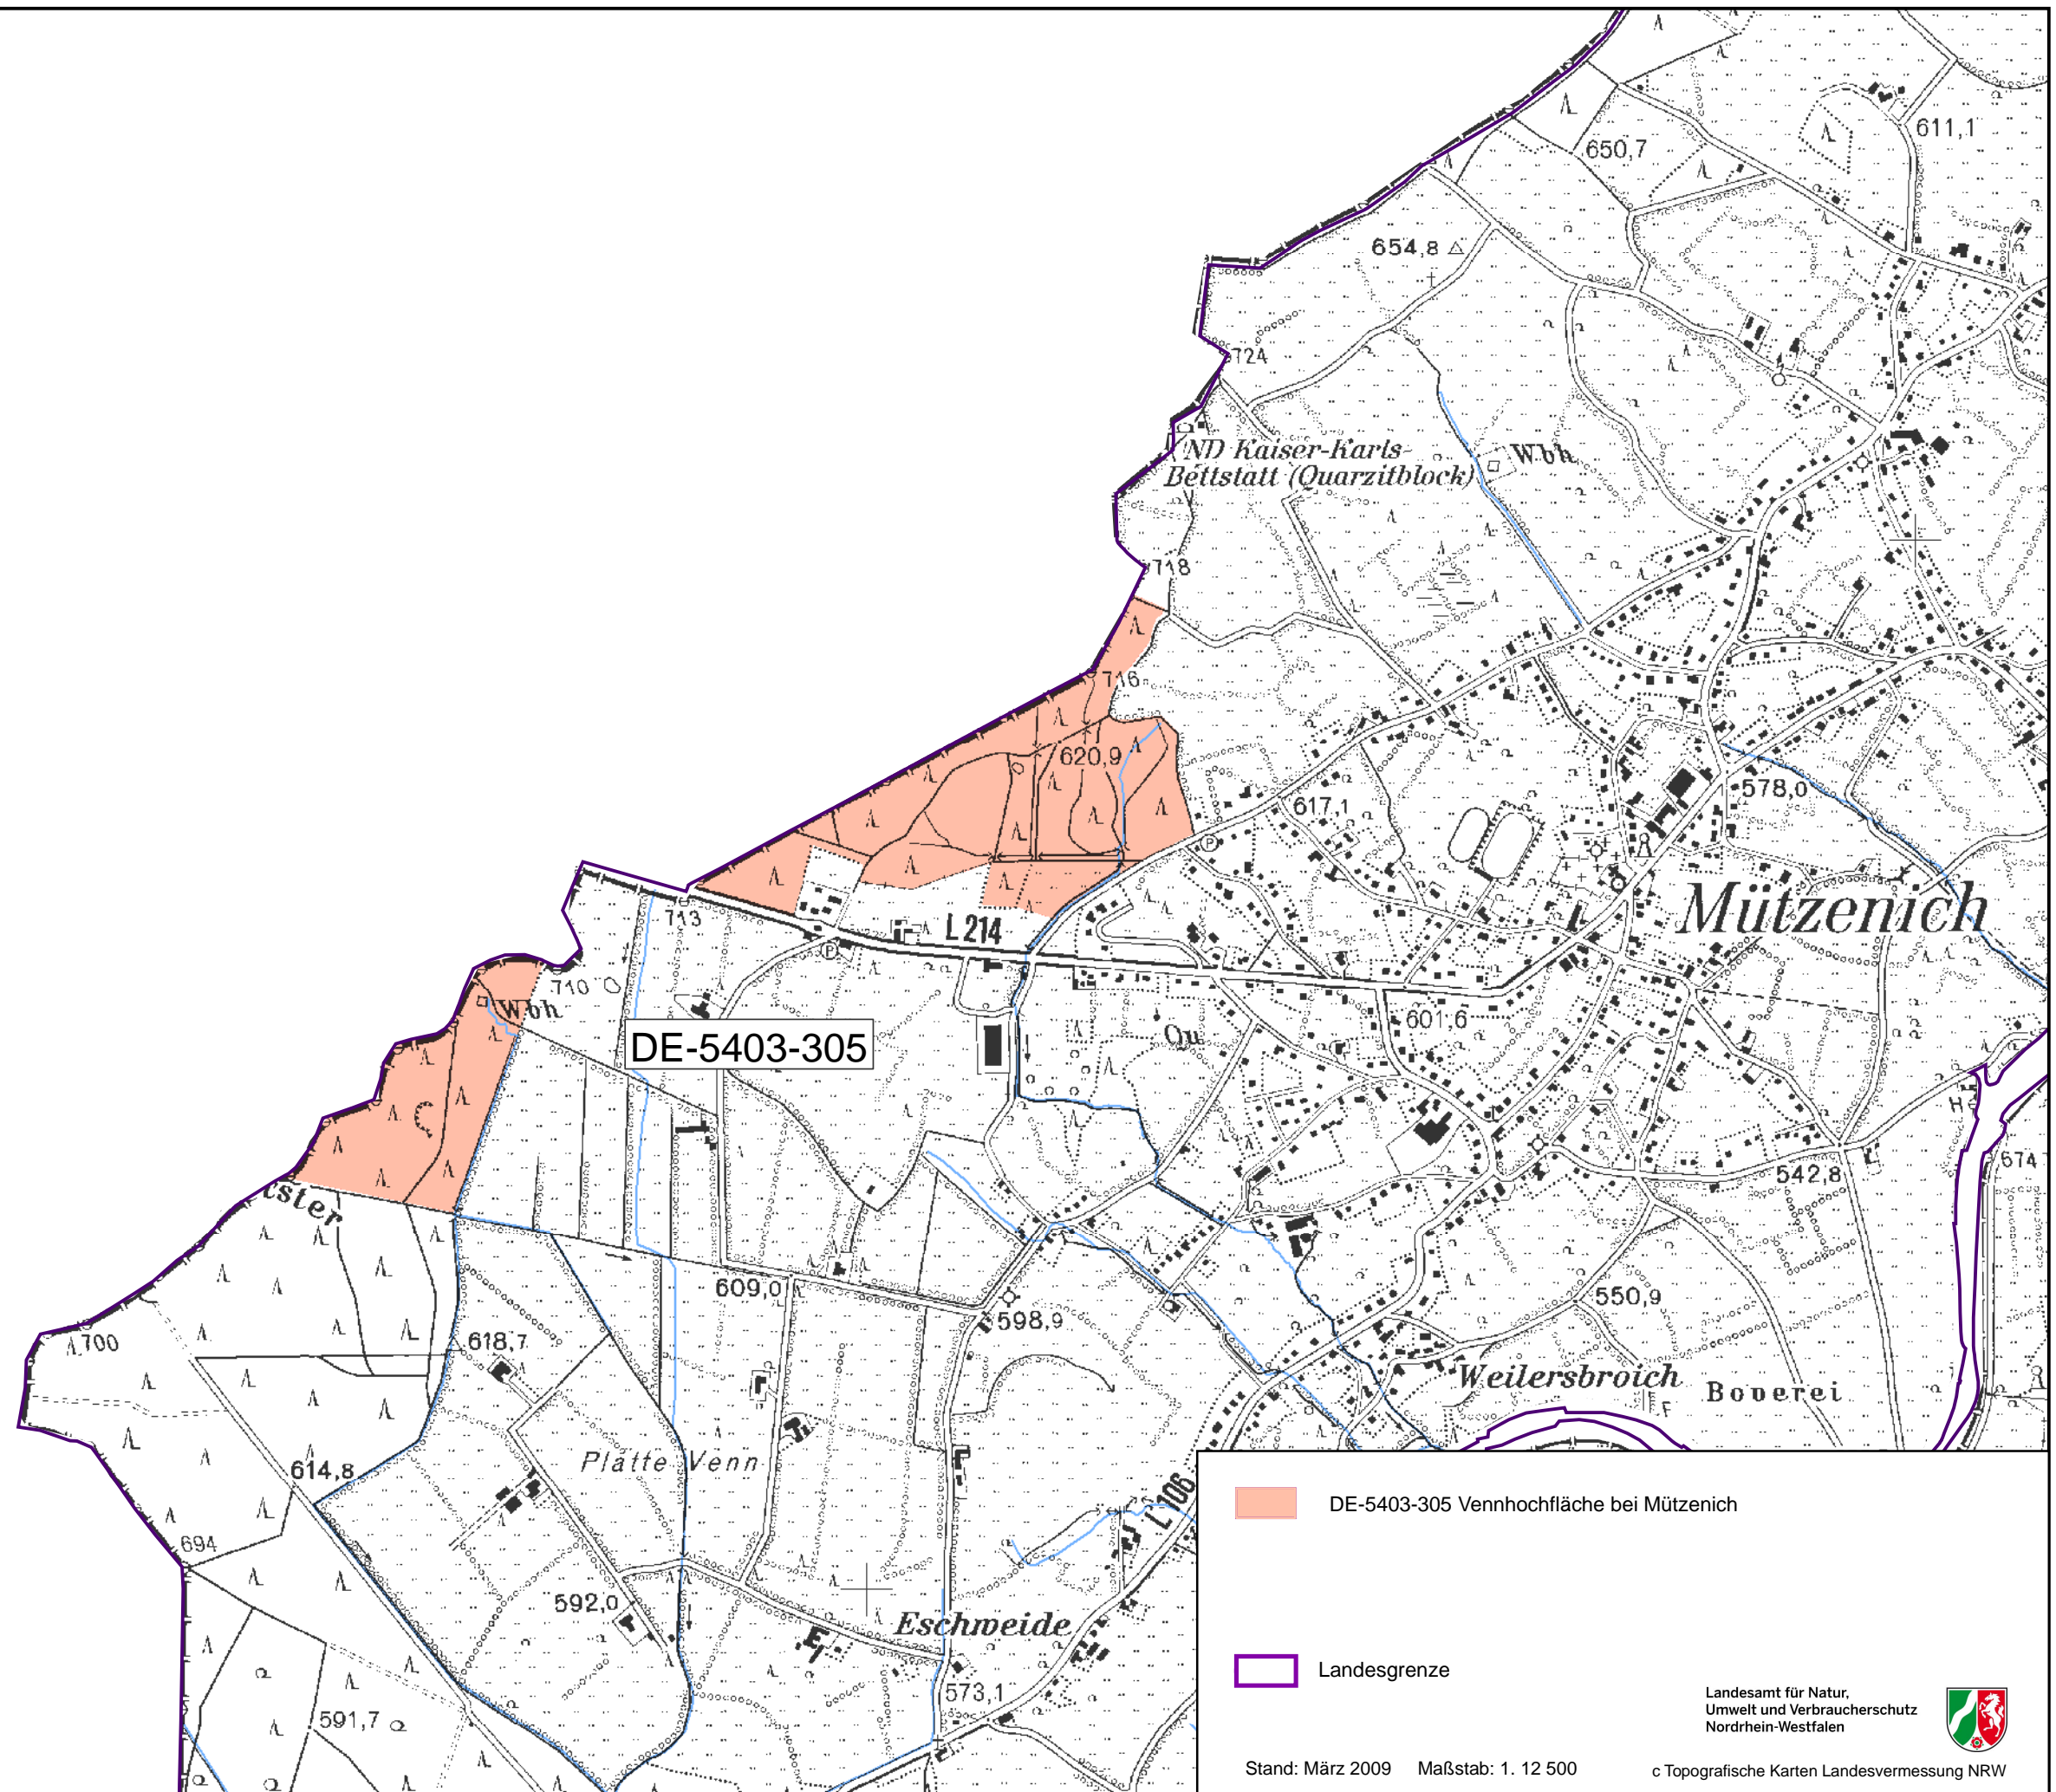 611,1
650,7
654,8
724
ND Kaiser-Karls-
Bettstatt (Quarzitblock)
Wbh
718
716
620,9
617,1
578,0
P
Mützenich
713
L 214
P
710
Wbh
601,6
Qu
DE-5403-305
H
542,8
674
609,0
550,9
598,9
700
618,7
Weilersbroich
Boverei
F
Platte Venn
614,8
L 106
694
592,0
Eschweide
573,1
591,7
DE-5403-305 Vennhochfläche bei Mützenich
Landesgrenze
Landesamt für Natur,
Umwelt und Verbraucherschutz
Nordrhein-Westfalen
Stand: März 2009 Maßstab: 1. 12 500
c Topografische Karten Landesvermessung NRW